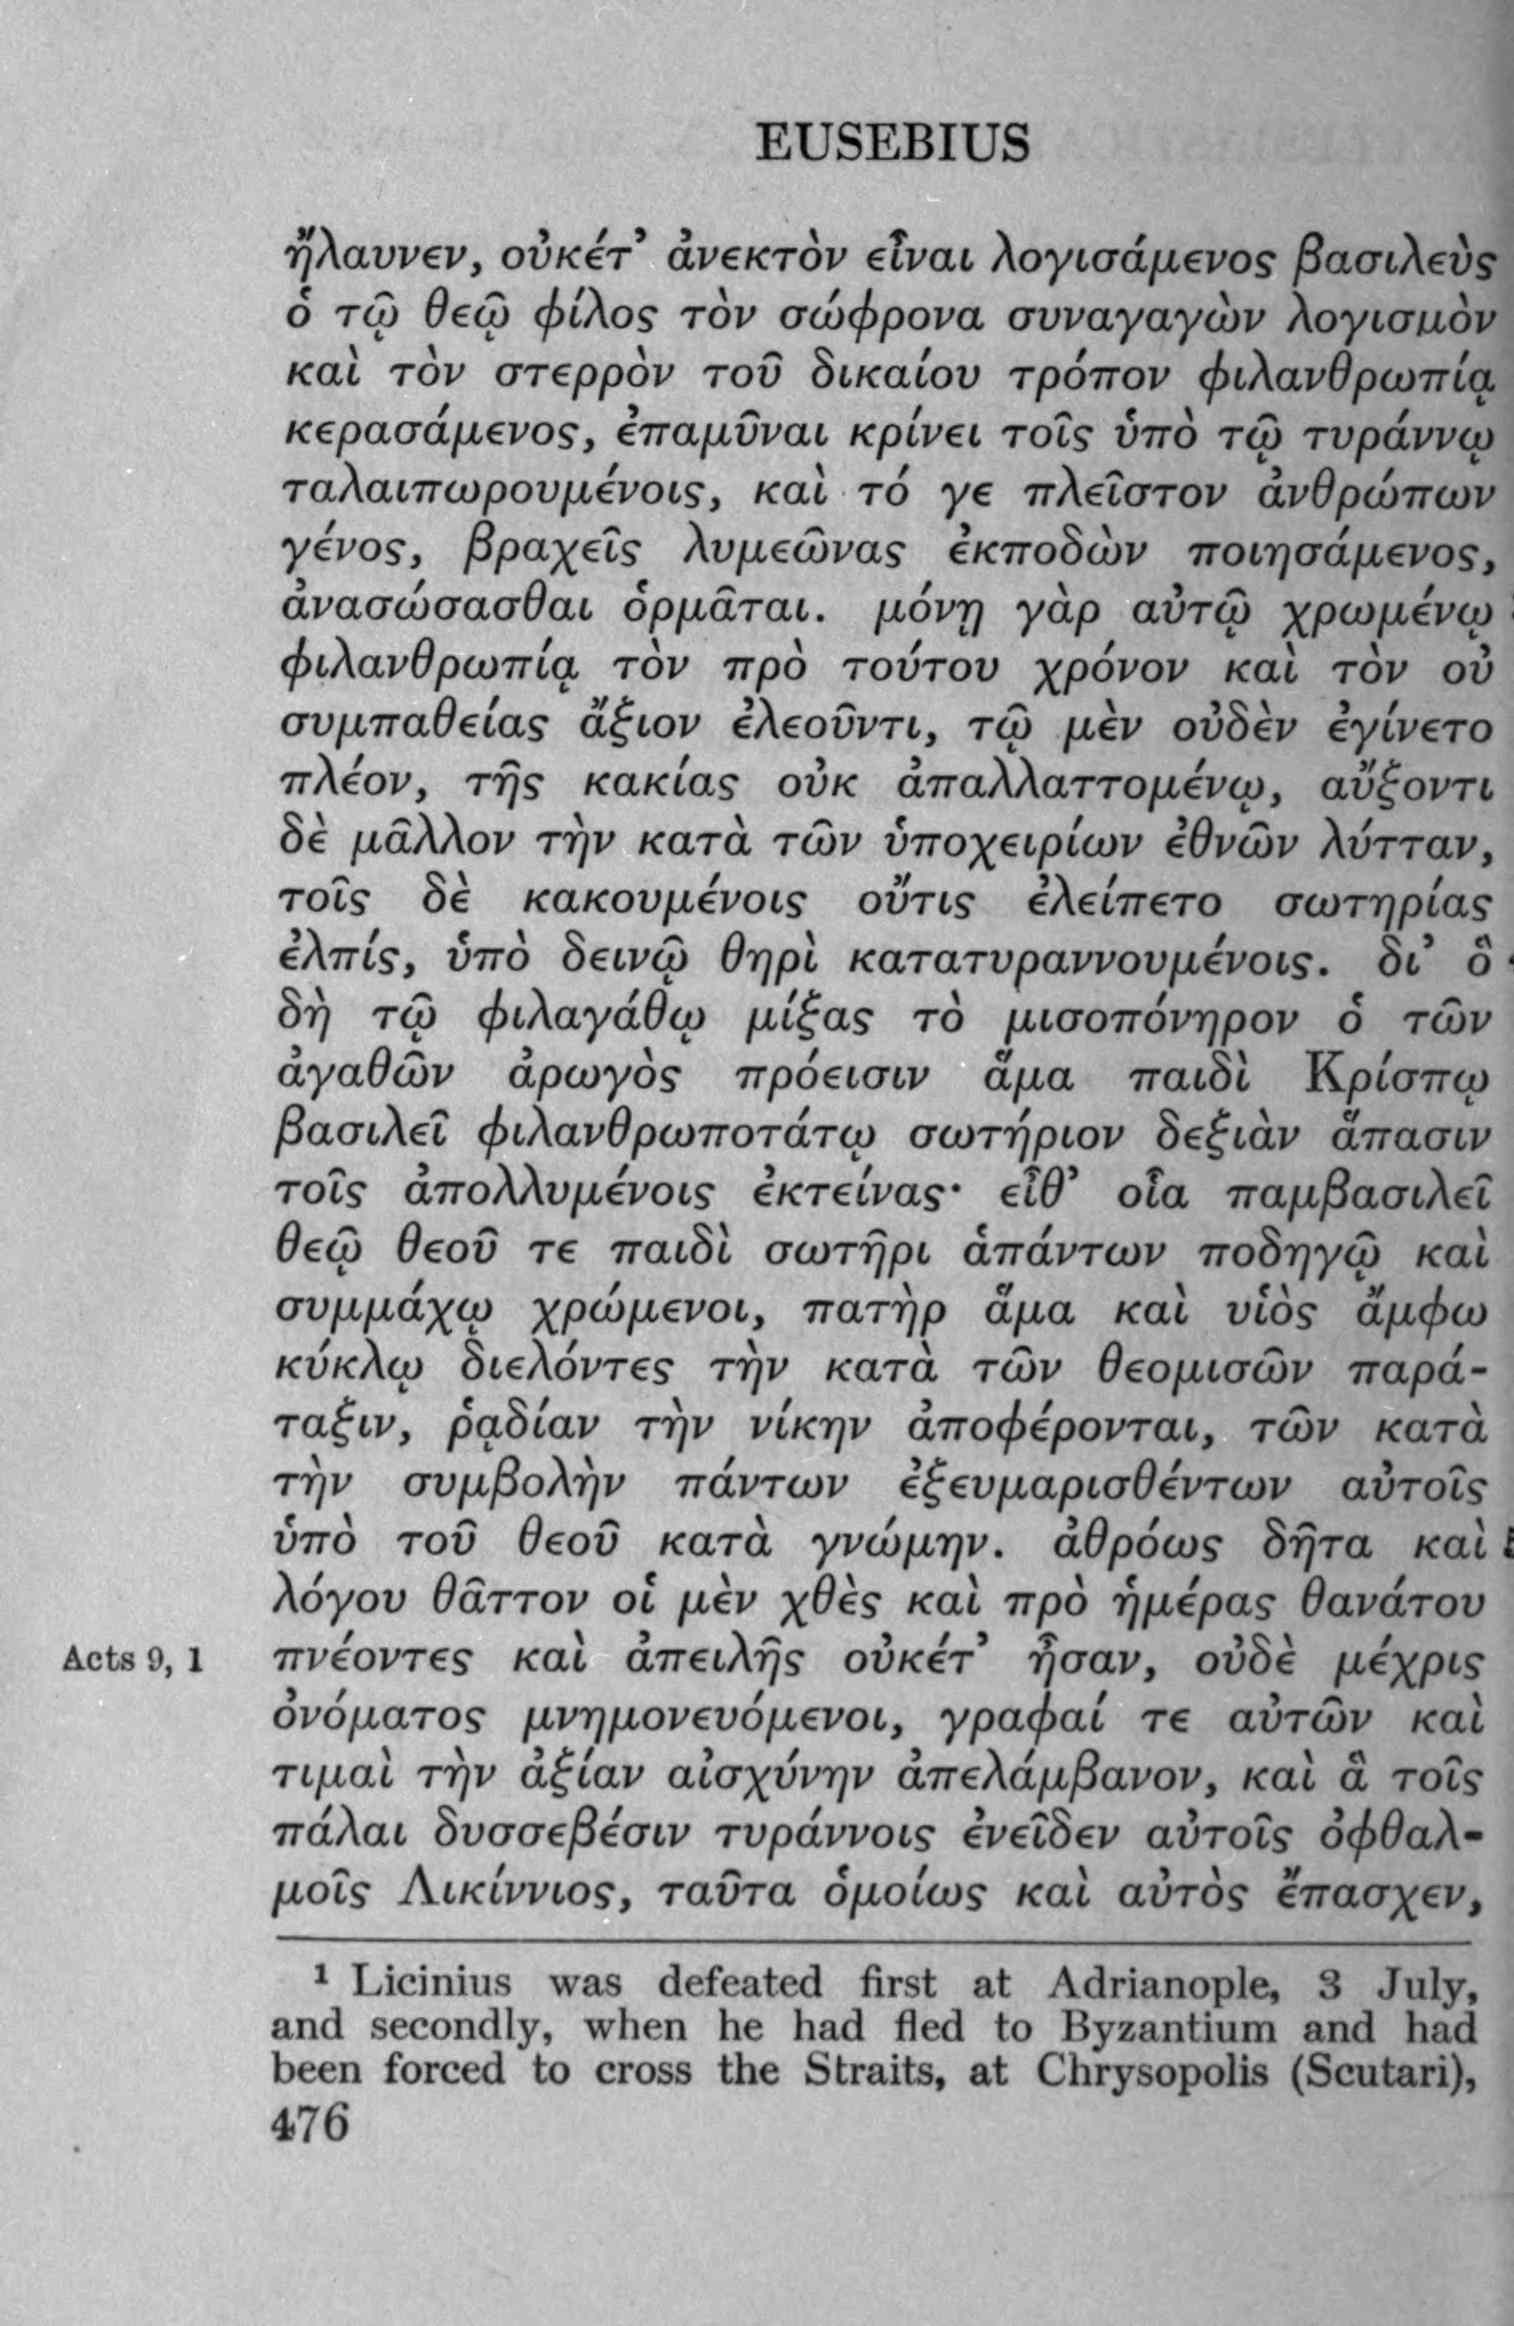 EUSEBIUS
ἤλαυνεν, οὐκέτ’ ἀνεκτὸν εἶναι λογισάμενος βασιλεὺς
ὁ τῷ θεῷ φίλος τὸν σώφρονα συναγαγὼν λογισμὸν
καὶ τὸν στερρὸν τοῦ δικαίου τρόπον φιλανθρωπίᾳ
κερασάμενος, ἐπαμῦναι κρίνει τοῖς ὑπὸ τῷ τυράννῳ
ταλαιπωρουμένοις, καὶ τό γε πλεῖστον ἀνθρώπων
γένος, βραχεῖς λυμεῶνας ἐκποδὼν ποιησάμενος,
ἀνασώσασθαι ὁρμᾶται. μόνῃ γὰρ αὐτῷ χρωμένῳ
φιλανθρωπίᾳ τὸν πρὸ τούτου χρόνον καὶ τὸν οὐ
συμπαθείας ἄξιον ἐλεοῦντι, τῷ μὲν οὐδὲν ἐγίνετο
πλέον, τῆς κακίας οὐκ ἀπαλλαττομένῳ, αὔξοντι
δὲ μᾶλλον τὴν κατὰ τῶν ὑποχειρίων ἐθνῶν λύτταν,
τοῖς δὲ κακουμένοις οὔτις ἐλείπετο σωτηρίας
ἐλπίς, ὑπὸ δεινῷ θηρὶ κατατυραννουμένοις. δι’ ὃ
δὴ τῷ φιλαγάθῳ μίξας τὸ μισοπόνηρον ὁ τῶν
ἀγαθῶν ἀρωγὸς πρόεισιν ἅμα παιδὶ Κρίσπῳ
βασιλεῖ φιλανθρωποτάτῳ σωτήριον δεξιὰν ἅπασιν
τοῖς ἀπολλυμένοις ἐκτείνας· εἶθ’ οἷα παμβασιλεῖ
θεῷ θεοῦ τε παιδὶ σωτῆρι ἁπάντων ποδηγῷ καὶ
συμμάχῳ χρώμενοι, πατὴρ ἅμα καὶ υἱὸς ἄμφω
κύκλῳ διελόντες τὴν κατὰ τῶν θεομισῶν παρά-
ταξιν, ῥᾳδίαν τὴν νίκην ἀποφέρονται, τῶν κατὰ
τὴν συμβολὴν πάντων ἐξευμαρισθέντων αὐτοῖς
ὑπὸ τοῦ θεοῦ κατὰ γνώμην. ἀθρόως δῆτα καὶ
λόγου θᾶττον οἱ μὲν χθὲς καὶ πρὸ ἡμέρας θανάτου
Acts 9, 1 πνέοντες καὶ ἀπειλῆς οὐκέτ’ ἦσαν, οὐδὲ μέχρις
ὀνόματος μνημονευόμενοι, γραφαί τε αὐτῶν καὶ
τιμαὶ τὴν ἀξίαν αἰσχύνην ἀπελάμβανον, καὶ ἃ τοῖς
πάλαι δυσσεβέσιν τυράννοις ἐνεῖδεν αὐτοῖς ὀφθαλ-
μοῖς Λικίννιος, ταῦτα ὁμοίως καὶ αὐτὸς ἔπασχεν,
¹ Licinius was defeated first at Adrianople, 3 July,
and secondly, when he had fled to Byzantium and had
been forced to cross the Straits, at Chrysopolis (Scutari),
476